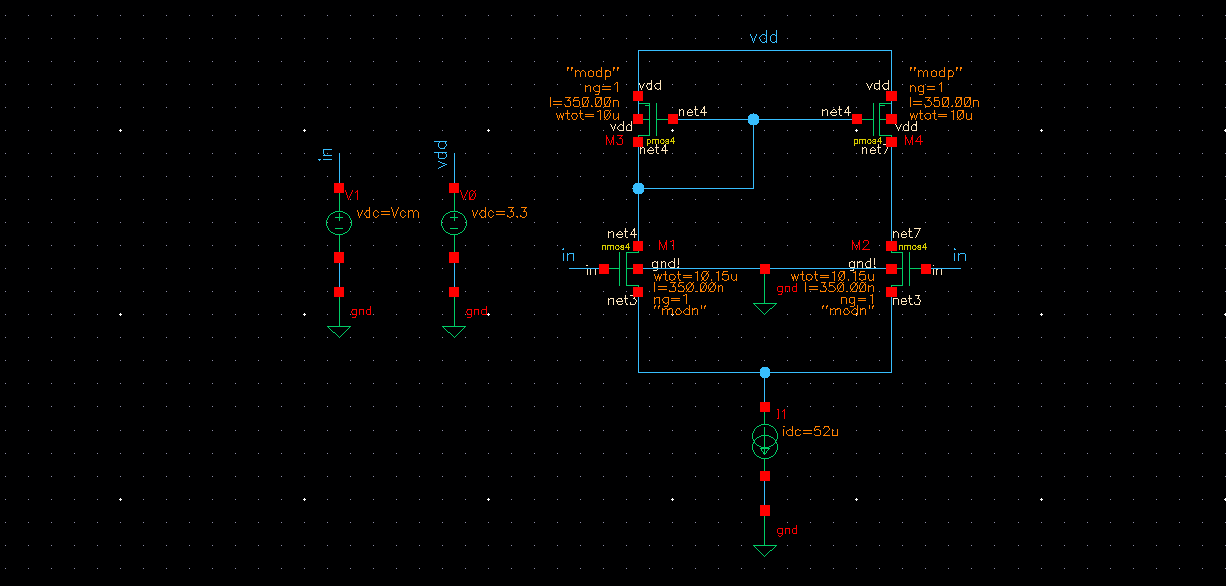 vdd
"modp"
ng=1
l=350.00n
wtot=10u
vdd
vdd
net4
M3
pmos4
net4
vdd
"modp"
ng=1
l=350.00n
wtot=10u
net4
vdd
M4
pmos4
net7
in
V1
vdc=Vcm
gnd
vdd
V0
vdc=3.3
gnd
net4
nmos4
M1
in
in
gnd!
wtot=10.15u
l=350.00n
ng=1
"modn"
net3
gnd
net7
M2
nmos4
in
in
gnd!
wtot=10.15u
l=350.00n
ng=1
"modn"
net3
I1
idc=52u
gnd